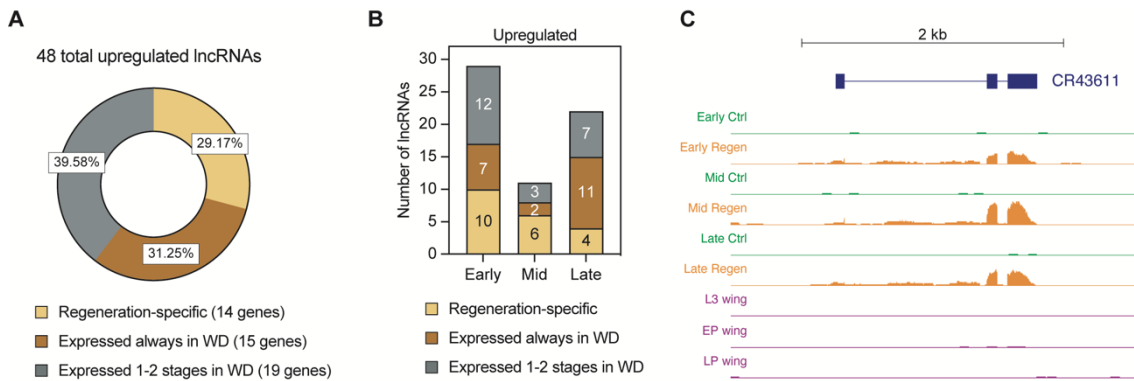 A
48 total upregulated lncRNAs
29.17%
39.58%
31.25%
Regeneration-specific (14 genes)
Expressed always in WD (15 genes)
Expressed 1-2 stages in WD (19 genes)
B
Upregulated
Number of lncRNAs
30
25
20
15
10
5
0
12
7
10
3
2
6
7
11
4
Early Mid Late
Regeneration-specific
Expressed always in WD
Expressed 1-2 stages in WD
C
2 kb
CR43611
Early Ctrl
Early Regen
Mid Ctrl
Mid Regen
Late Ctrl
Late Regen
L3 wing
EP wing
LP wing